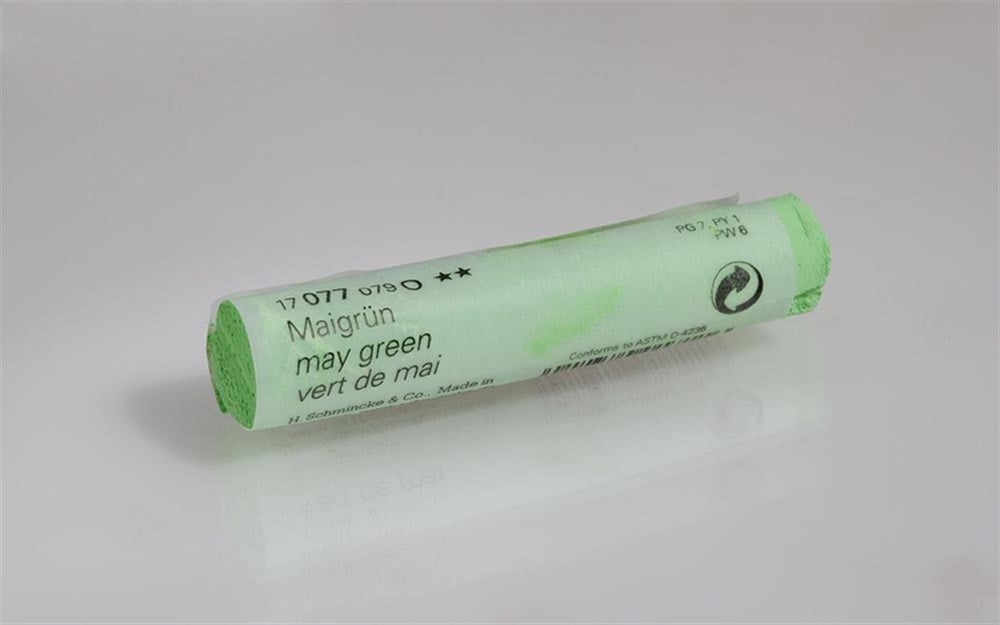 17 077 079 O ★★
Maigrün
may green
vert de mai
H. Schmincke & Co., Made in
PG 7, PY 1
PW 6
Conforms to ASTM D-4236